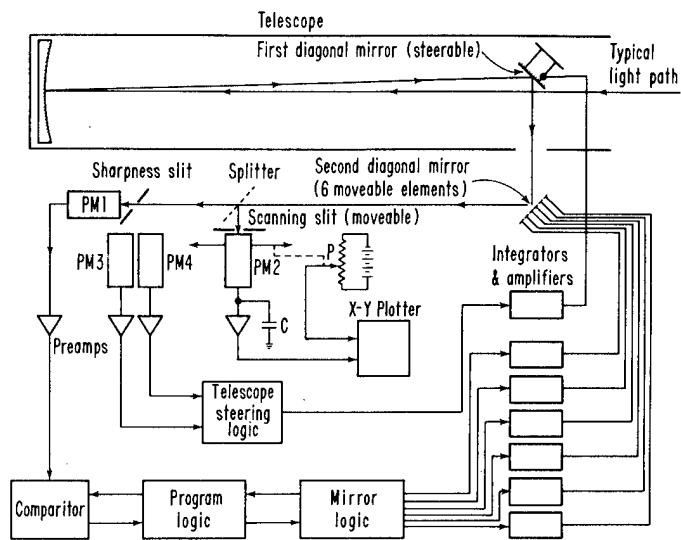 Telescope
First diagonal mirror (steerable)
Typical
light path
Sharpness slit
Splitter
Second diagonal mirror
(6 moveable elements)
PM1
Scanning slit (moveable)
PM3
PM4
PM2
P
Integrators
& amplifiers
X-Y Plotter
C
Preamps
Telescope
steering
logic
Comparitor
Program
logic
Mirror
logic